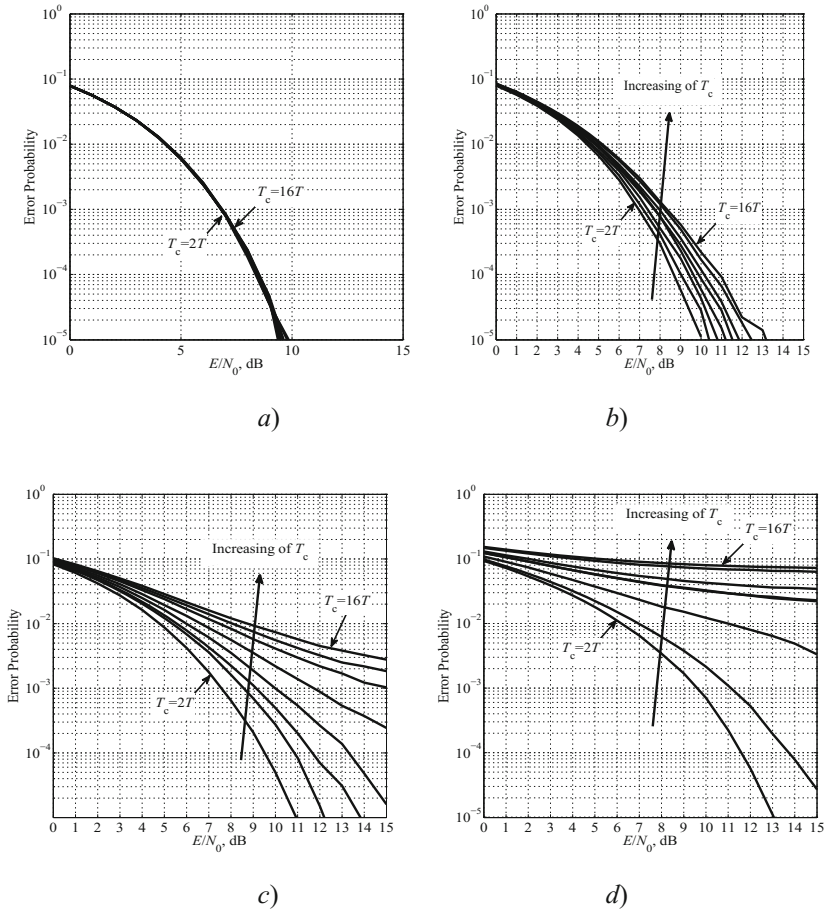 10^0
10^-1
10^-2
10^-3
10^-4
10^-5
Error Probability
T_c=16T
T_c=2T
0 5 10 15
E/N_0, dB
a)
10^0
10^-1
10^-2
10^-3
10^-4
10^-5
Error Probability
Increasing of T_c
T_c=16T
T_c=2T
0 1 2 3 4 5 6 7 8 9 10 11 12 13 14 15
E/N_0, dB
b)
10^0
10^-1
10^-2
10^-3
10^-4
Error Probability
Increasing of T_c
T_c=16T
T_c=2T
0 1 2 3 4 5 6 7 8 9 10 11 12 13 14 15
E/N_0, dB
c)
10^0
10^-1
10^-2
10^-3
10^-4
10^-5
Error Probability
Increasing of T_c
T_c=16T
T_c=2T
0 1 2 3 4 5 6 7 8 9 10 11 12 13 14 15
E/N_0, dB
d)